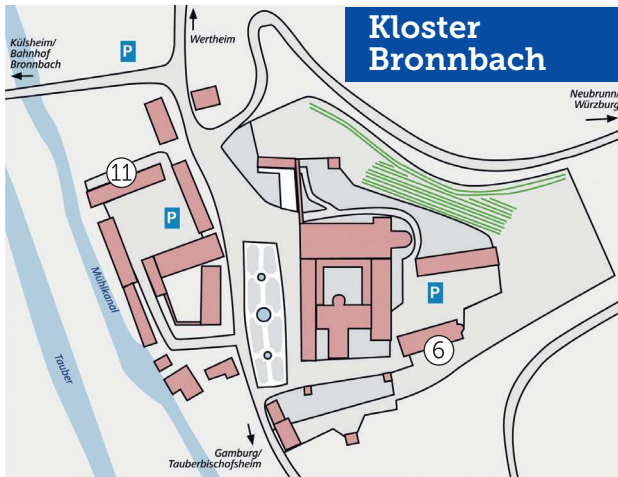 Kloster
Bronnbach
Külsheim/
Bahnhof
Bronnbach
P
Wertheim
Neubrunn/
Würzburg
11
P
Mühlkanal
Tauber
P
6
Gamburg/
Tauberbischofsheim